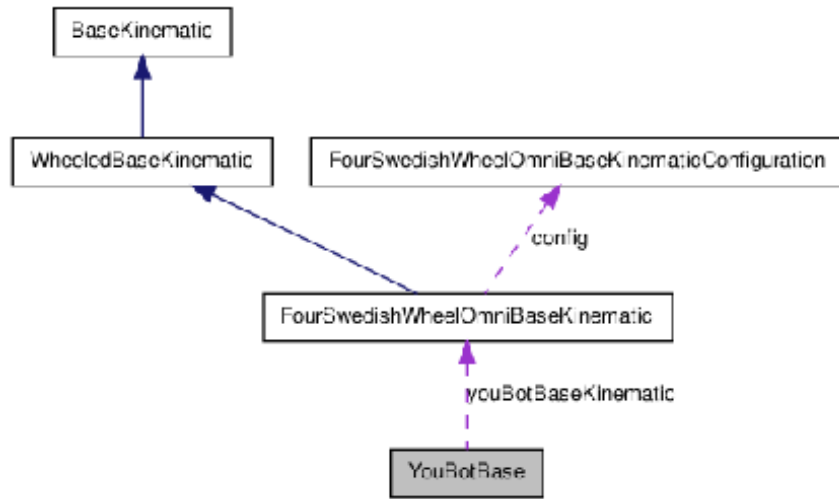 BaseKinematic
WheeledBaseKinematic
FourSwedishWheelOmniBaseKinematicConfiguration
config
FourSwedishWheelOmniBaseKinematic
youBotBaseKinematic
YouBotBase